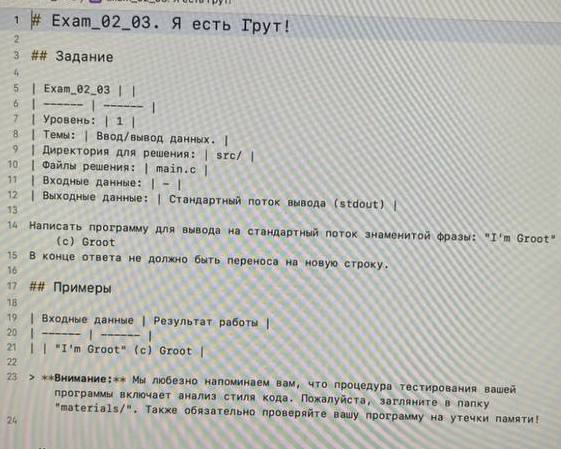 1 # Exam_02_03. Я есть Грут!
2
3 ## Задание
4
5 | Exam_02_03 | |
6 | —————— | —————— |
7 | Уровень: | 1 |
8 | Темы: | Ввод/вывод данных. |
9 | Директория для решения: | src/ |
10 | Файлы решения: | main.c |
11 | Входные данные: | — |
12 | Выходные данные: | Стандартный поток вывода (stdout) |
13
14 Написать программу для вывода на стандартный поток знаменитой фразы: "I'm Groot"
(c) Groot
15 В конце ответа не должно быть переноса на новую строку.
16
17 ## Примеры
18
19 | Входные данные | Результат работы |
20 | —————— | —————— |
21 | | "I'm Groot" (c) Groot |
22
23 > **Внимание:** Мы любезно напоминаем вам, что процедура тестирования вашей
программы включает анализ стиля кода. Пожалуйста, загляните в папку
"materials/". Также обязательно проверяйте вашу программу на утечки памяти!
24